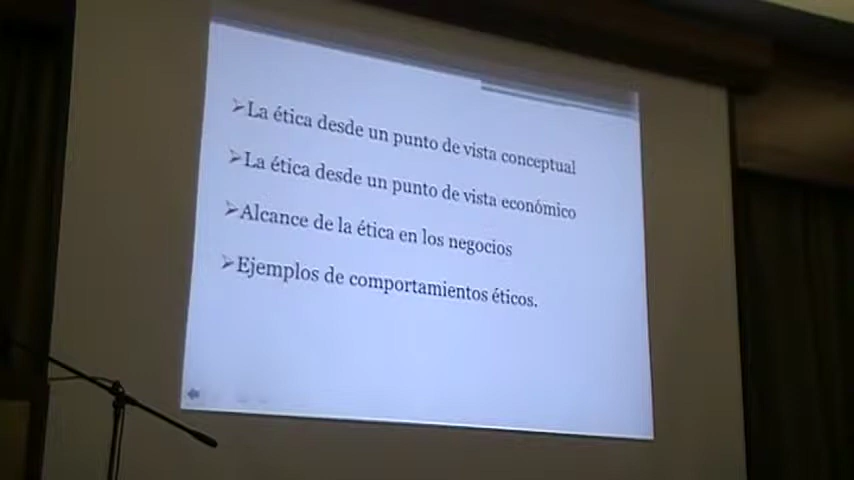 ➢La ética desde un punto de vista conceptual
➢La ética desde un punto de vista económico
➢Alcance de la ética en los negocios
➢Ejemplos de comportamientos éticos.